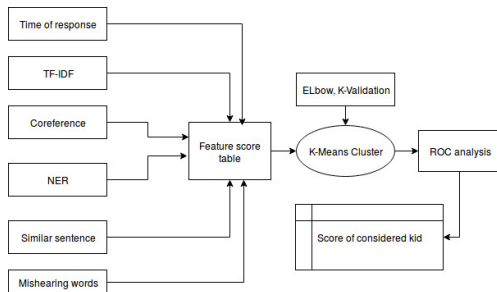 Time of response
TF-IDF
Coreference
NER
Similar sentence
Mishearing words
Feature score
table
ELbow, K-Validation
K-Means Cluster
ROC analysis
Score of considered kid